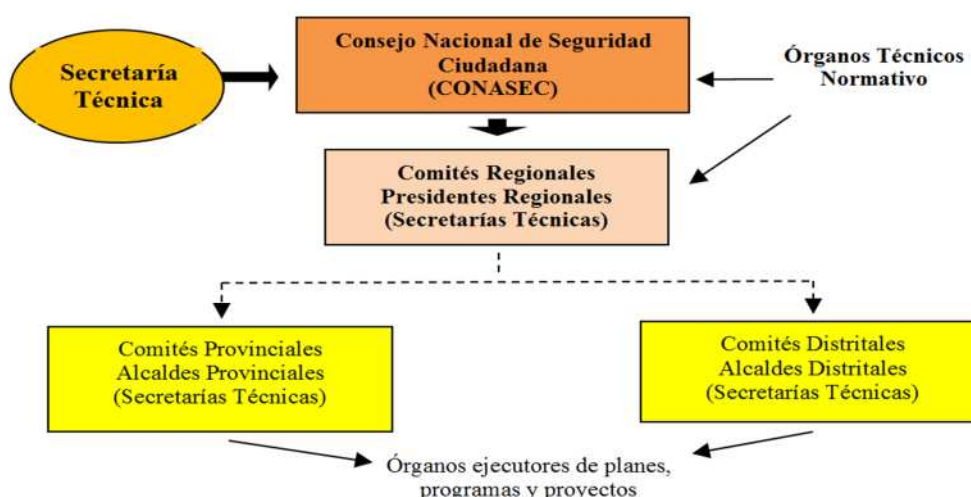 Consejo Nacional de Seguridad
Ciudadana
(CONASEC)
Secretaría
Técnica
Órganos Técnicos
Normativo
Comités Regionales
Presidentes Regionales
(Secretarías Técnicas)
Comités Provinciales
Alcaldes Provinciales
(Secretarías Técnicas)
Comités Distritales
Alcaldes Distritales
(Secretarías Técnicas)
Órganos ejecutores de planes,
programas y proyectos